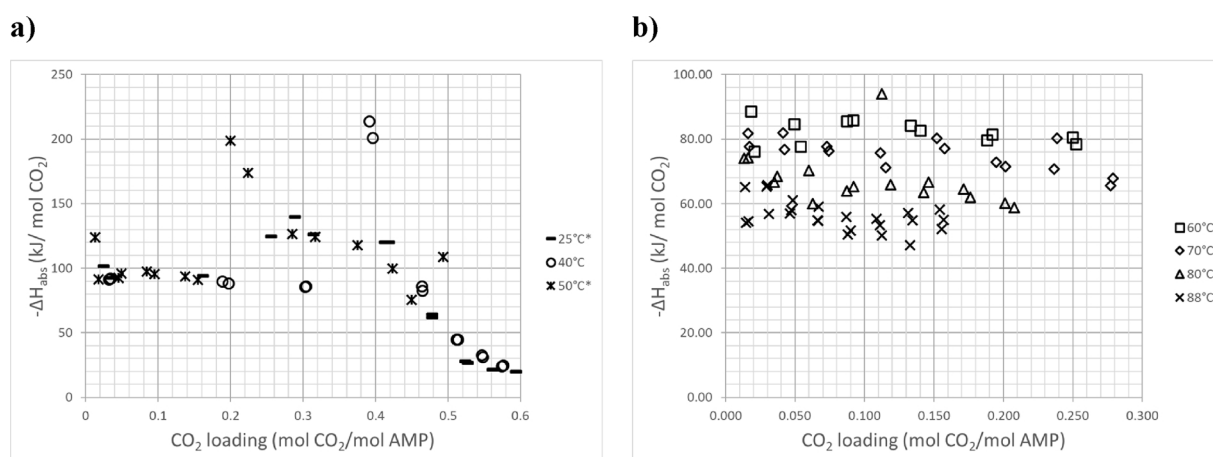 a)
250
200
150
100
50
0
-ΔHabs (kJ/ mol CO2)
0 0.1 0.2 0.3 0.4 0.5 0.6
CO2 loading (mol CO2/mol AMP)
25°C*
40°C
50°C*
b)
100.00
80.00
60.00
40.00
20.00
0.00
-ΔHabs (kJ/ mol CO2)
0.000 0.050 0.100 0.150 0.200 0.250 0.300
CO2 loading (mol CO2/mol AMP)
60°C
70°C
80°C
88°C